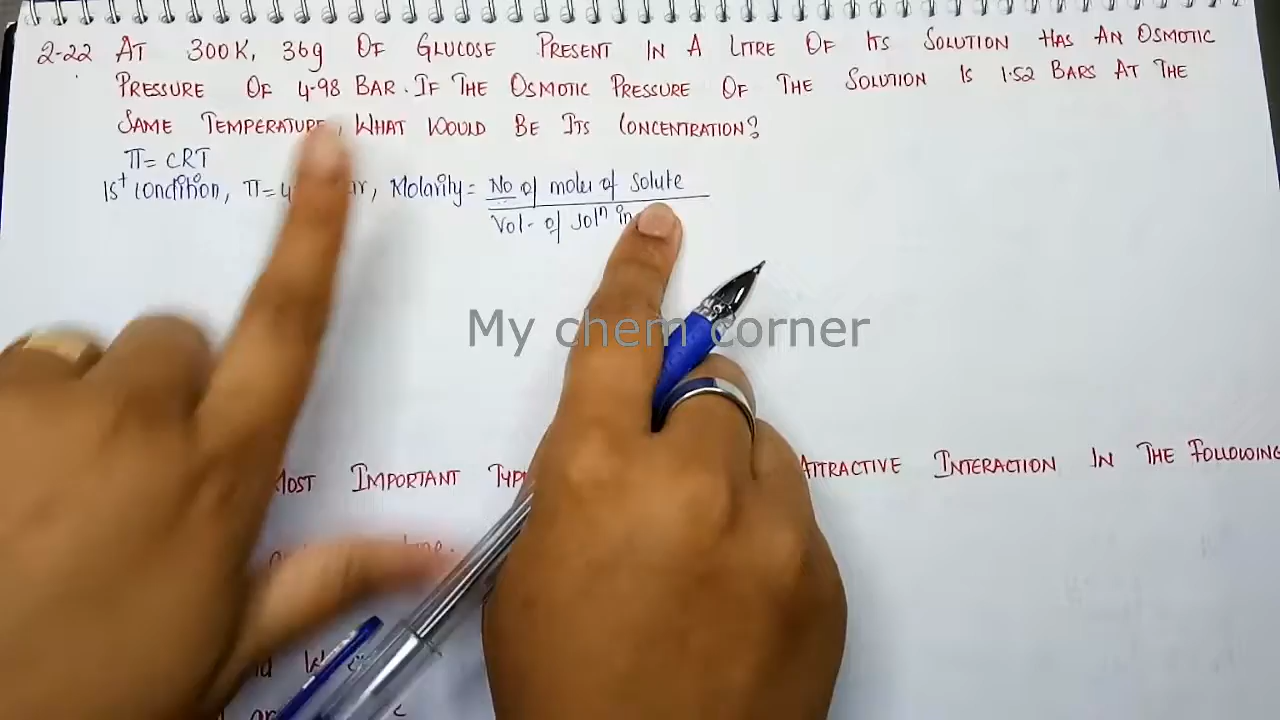 2-22 AT 300K, 36g OF GLUCOSE PRESENT IN A LITRE OF ITS SOLUTION HAS AN OSMOTIC
PRESSURE OF 4.98 BAR. IF THE OSMOTIC PRESSURE OF THE SOLUTION IS 1.52 BARS AT THE
SAME TEMPERATURE, WHAT WOULD BE ITS CONCENTRATION?
π = CRT
Ist Condition, π = 4 ar, Molarity = No of moles of Solute
Vol. of Soln in
My chem corner
MOST IMPORTANT ATTRACTIVE INTERACTION IN THE FOLLOWING